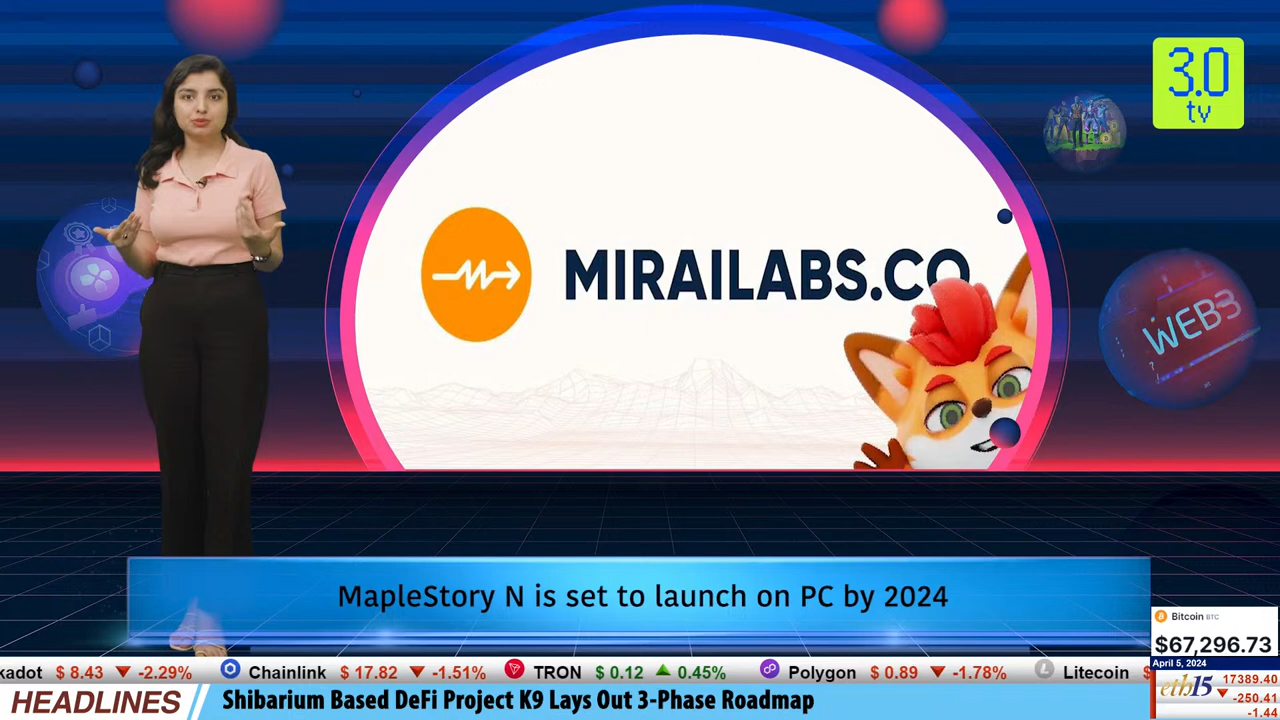 3.0
tv
MIRAILABS.CO
WEB3
MapleStory N is set to launch on PC by 2024
Bitcoin BTC
$67,296.73
April 5, 2024
kadot $ 8.43 ▼ -2.29% Chainlink $ 17.82 ▼ -1.51% TRON $ 0.12 ▲ 0.45% Polygon $ 0.89 ▼ -1.78% Litecoin $
eth15 17389.40
▼ -250.41
-1.44
HEADLINES Shibarium Based DeFi Project K9 Lays Out 3-Phase Roadmap